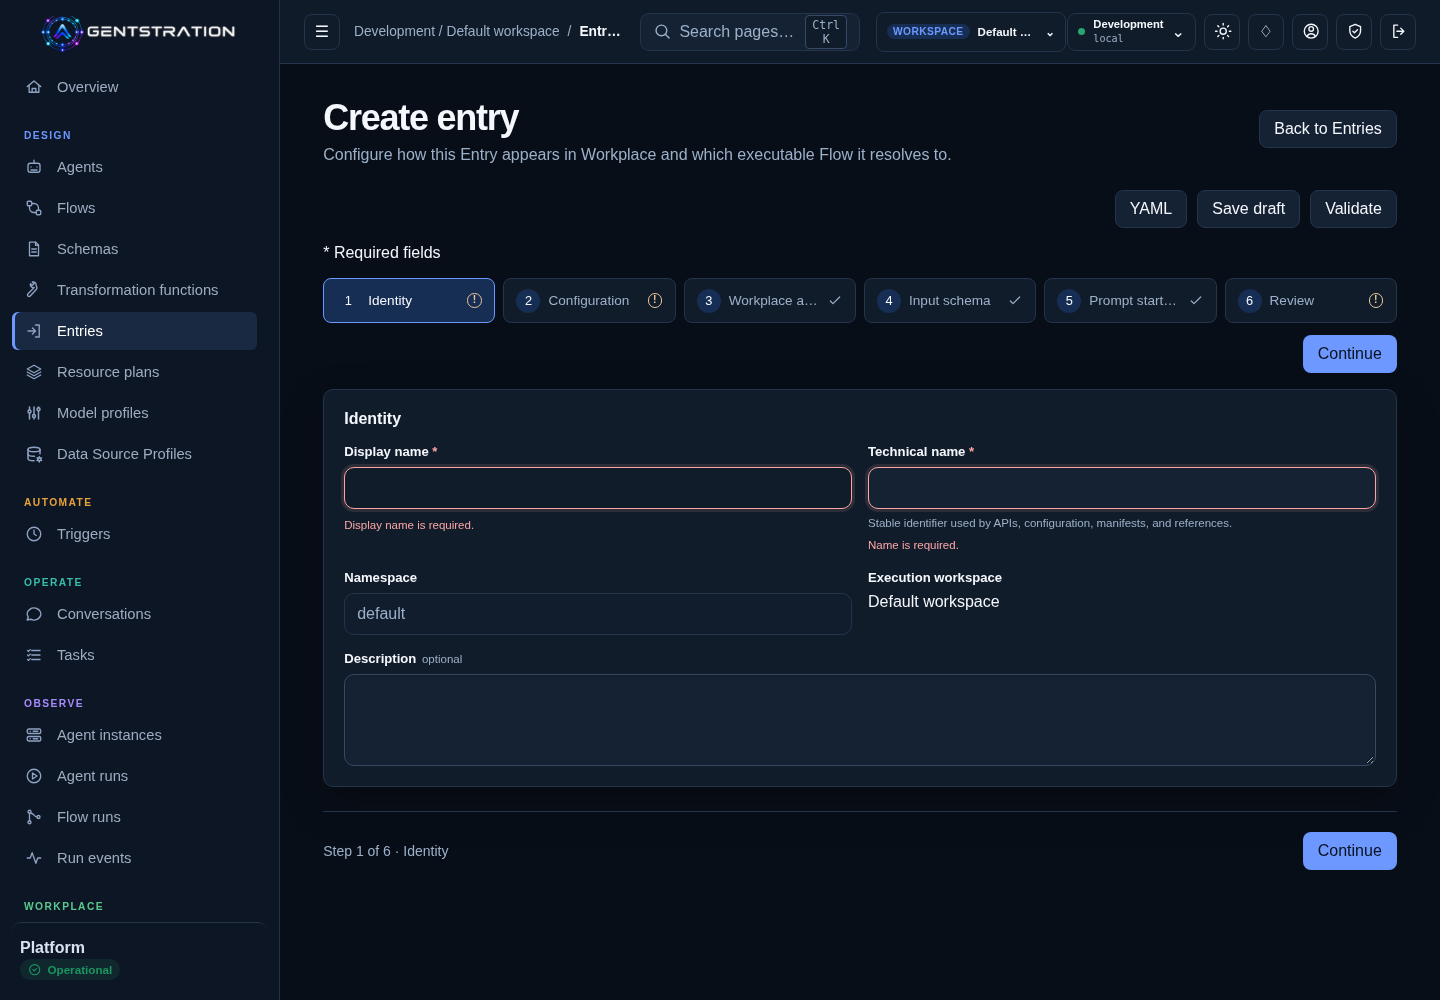 GENTSTRATION
☰
Development / Default workspace / Entr…
Search pages…
Ctrl K
WORKSPACE Default …
Development
local
Overview
DESIGN
Agents
Flows
Schemas
Transformation functions
Entries
Resource plans
Model profiles
Data Source Profiles
AUTOMATE
Triggers
OPERATE
Conversations
Tasks
OBSERVE
Agent instances
Agent runs
Flow runs
Run events
WORKPLACE
Platform
Operational
Create entry
Configure how this Entry appears in Workplace and which executable Flow it resolves to.
Back to Entries
YAML
Save draft
Validate
* Required fields
1 Identity
2 Configuration
3 Workplace a…
4 Input schema
5 Prompt start…
6 Review
Continue
Identity
Display name *
Technical name *
Display name is required.
Stable identifier used by APIs, configuration, manifests, and references.
Name is required.
Namespace
Execution workspace
default
Default workspace
Description optional
Step 1 of 6 · Identity
Continue